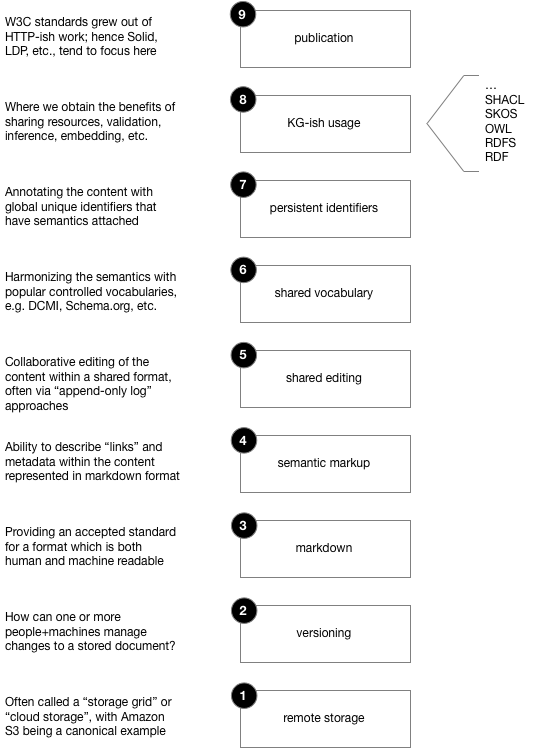 W3C standards grew out of
HTTP-ish work; hence Solid,
LDP, etc., tend to focus here
9
publication
Where we obtain the benefits of
sharing resources, validation,
inference, embedding, etc.
8
KG-ish usage
...
SHACL
SKOS
OWL
RDFS
RDF
Annotating the content with
global unique identifiers that
have semantics attached
7
persistent identifiers
Harmonizing the semantics with
popular controlled vocabularies,
e.g. DCMI, Schema.org, etc.
6
shared vocabulary
Collaborative editing of the
content within a shared format,
often via “append-only log”
approaches
5
shared editing
Ability to describe “links” and
metadata within the content
represented in markdown format
4
semantic markup
Providing an accepted standard
for a format which is both
human and machine readable
3
markdown
How can one or more
people+machines manage
changes to a stored document?
2
versioning
Often called a “storage grid” or
“cloud storage”, with Amazon
S3 being a canonical example
1
remote storage